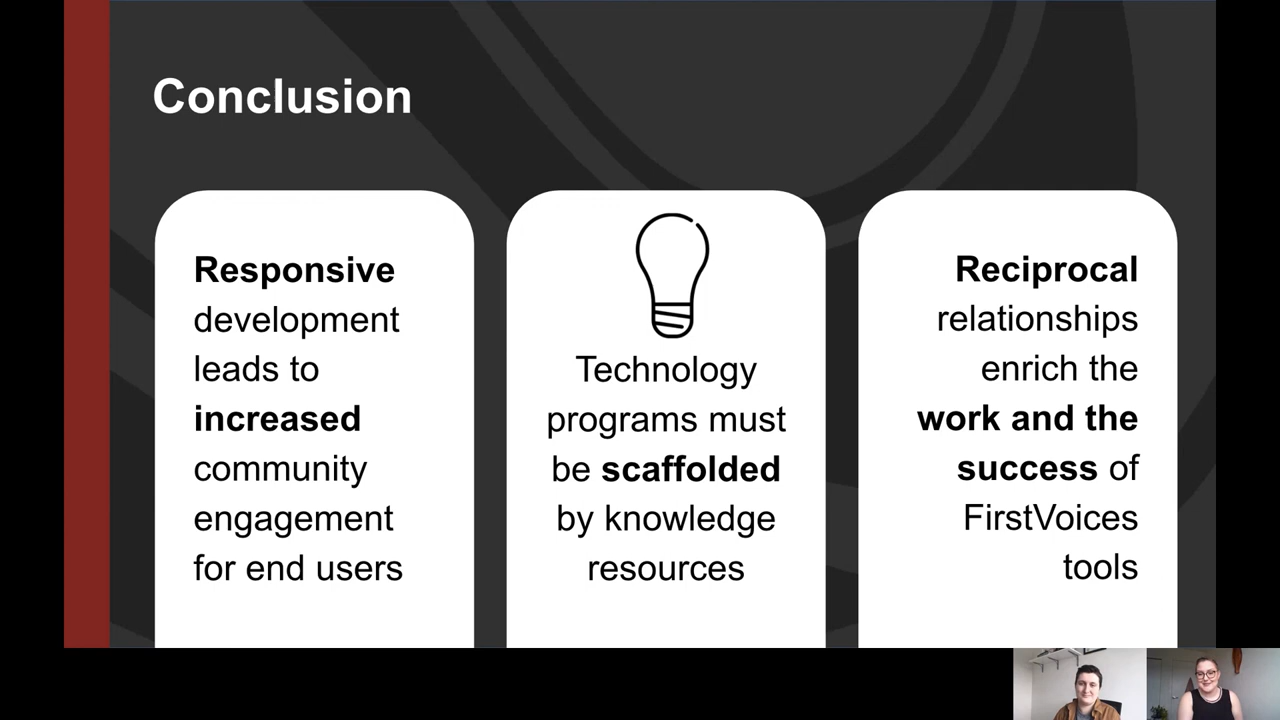 Conclusion
Responsive
development
leads to
increased
community
engagement
for end users
Technology
programs must
be scaffolded
by knowledge
resources
Reciprocal
relationships
enrich the
work and the
success of
FirstVoices
tools